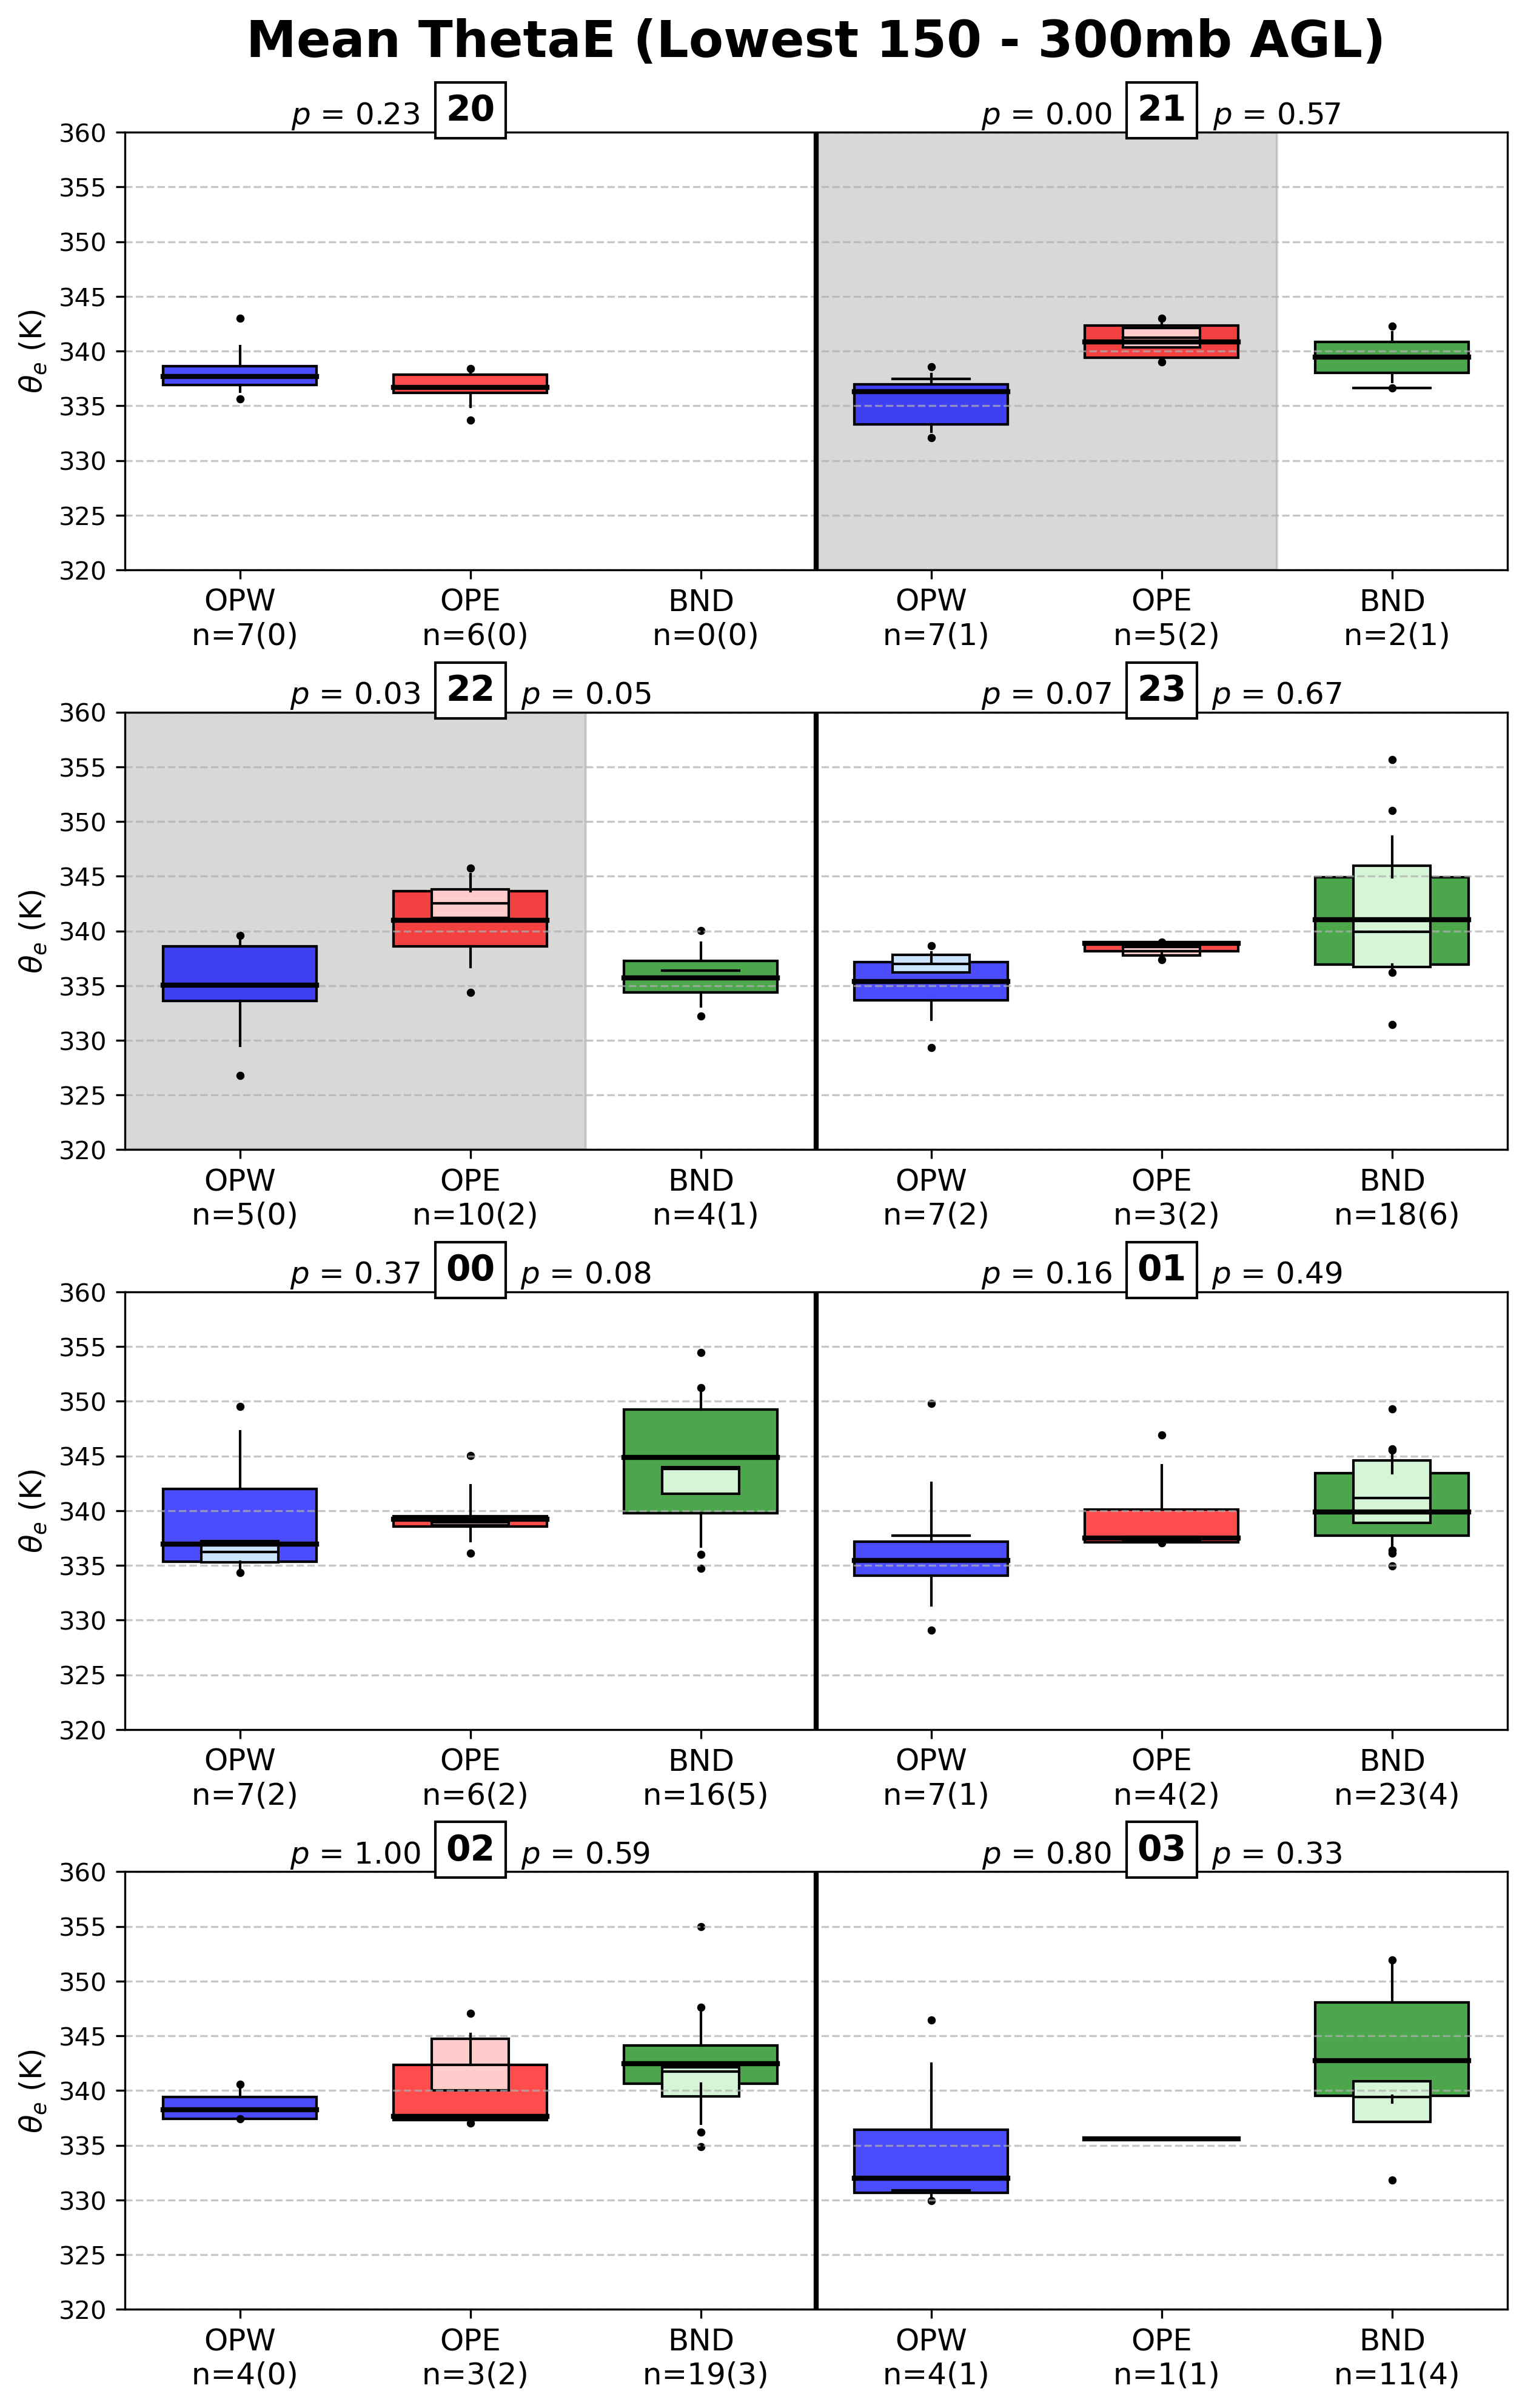 Mean ThetaE (Lowest 150 - 300mb AGL)
p = 0.23 20
p = 0.00 21 p = 0.57
360
355
350
345
340
335
330
325
320
θe (K)
OPW OPE BND OPW OPE BND
n=7(0) n=6(0) n=0(0) n=7(1) n=5(2) n=2(1)
p = 0.03 22 p = 0.05
p = 0.07 23 p = 0.67
360
355
350
345
340
335
330
325
320
θe (K)
OPW OPE BND OPW OPE BND
n=5(0) n=10(2) n=4(1) n=7(2) n=3(2) n=18(6)
p = 0.37 00 p = 0.08
p = 0.16 01 p = 0.49
360
355
350
345
340
335
330
325
320
θe (K)
OPW OPE BND OPW OPE BND
n=7(2) n=6(2) n=16(5) n=7(1) n=4(2) n=23(4)
p = 1.00 02 p = 0.59
p = 0.80 03 p = 0.33
360
355
350
345
340
335
330
325
320
θe (K)
OPW OPE BND OPW OPE BND
n=4(0) n=3(2) n=19(3) n=4(1) n=1(1) n=11(4)